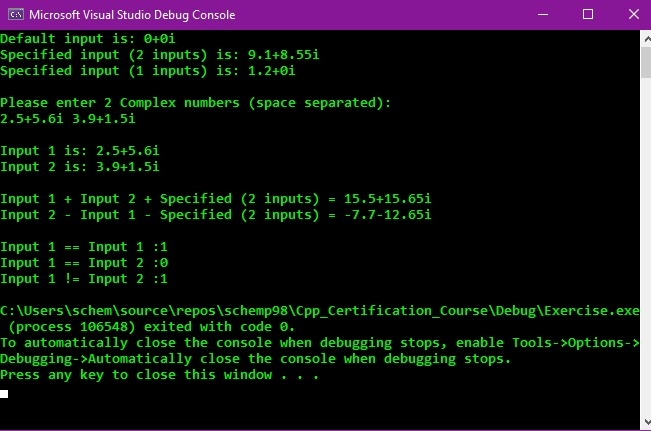 Microsoft Visual Studio Debug Console
Default input is: 0+0i
Specified input (2 inputs) is: 9.1+8.55i
Specified input (1 inputs) is: 1.2+0i
Please enter 2 Complex numbers (space separated):
2.5+5.6i 3.9+1.5i
Input 1 is: 2.5+5.6i
Input 2 is: 3.9+1.5i
Input 1 + Input 2 + Specified (2 inputs) = 15.5+15.65i
Input 2 - Input 1 - Specified (2 inputs) = -7.7-12.65i
Input 1 == Input 1 :1
Input 1 == Input 2 :0
Input 1 != Input 2 :1
C:\Users\schem\source\repos\schemp98\Cpp_Certification_Course\Debug\Exercise.exe
(process 106548) exited with code 0.
To automatically close the console when debugging stops, enable Tools->Options->
Debugging->Automatically close the console when debugging stops.
Press any key to close this window . . .